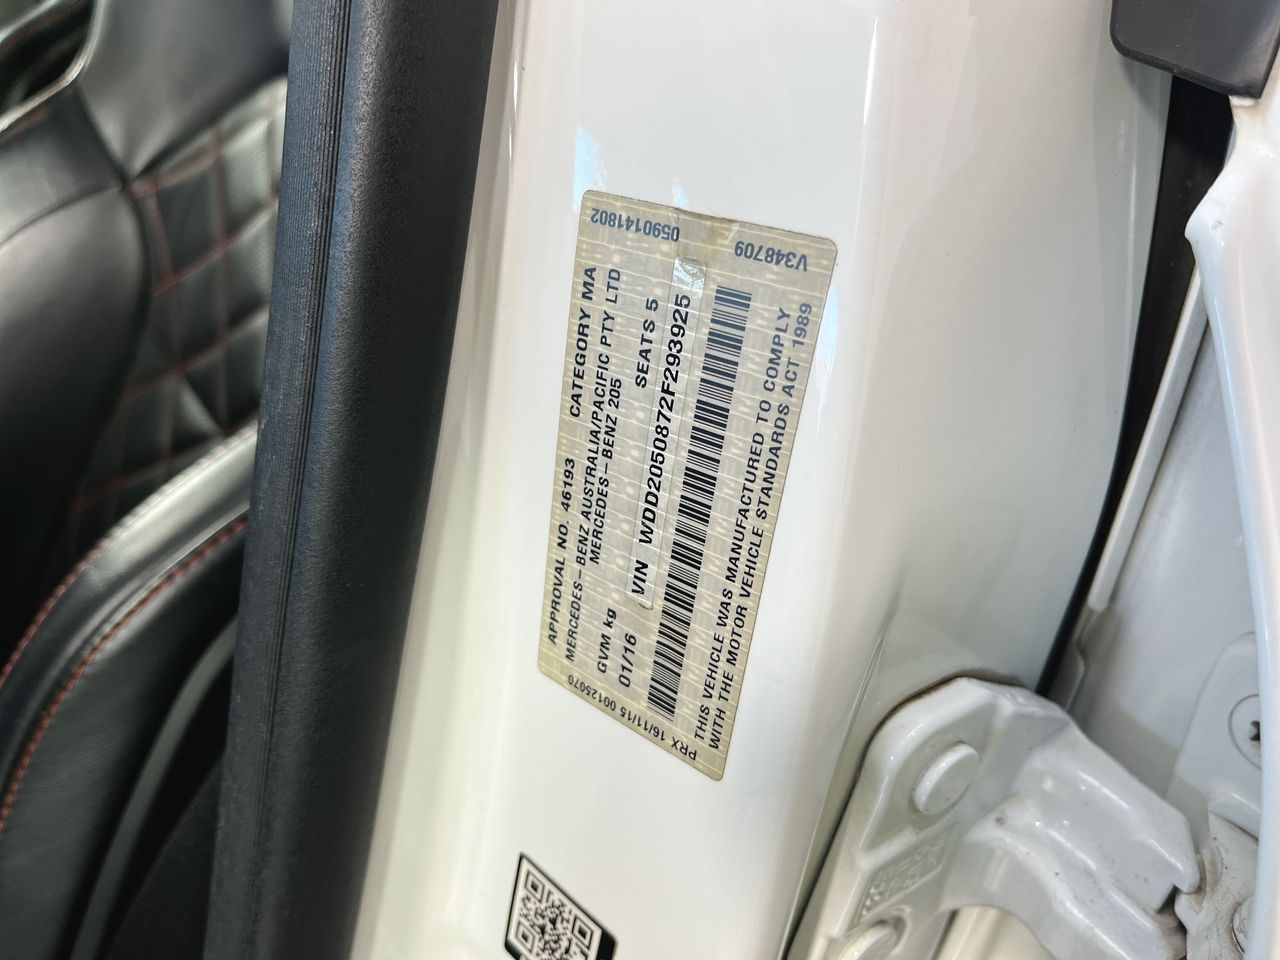 0590141802
V348709
APPROVAL NO. 46193 CATEGORY MA
MERCEDES-BENZ AUSTRALIA/PACIFIC PTY LTD
MERCEDES-BENZ 205
GVM kg SEATS 5
01/16 VIN WDD2050872F293925
THIS VEHICLE WAS MANUFACTURED TO COMPLY
WITH THE MOTOR VEHICLE STANDARDS ACT 1989
PRX 16/11/15 00125070